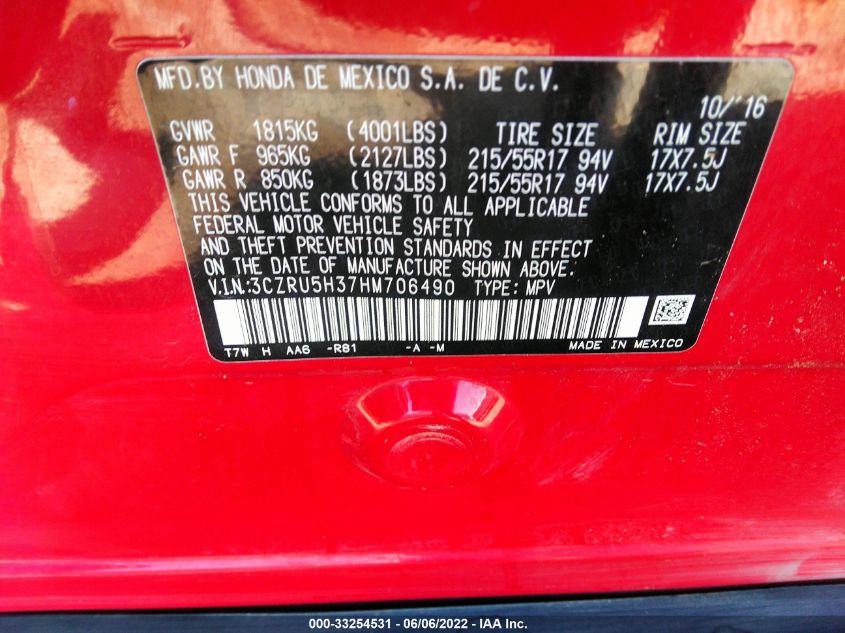 MFD.BY HONDA DE MEXICO S.A. DE C.V.
10/'16
GVWR 1815KG (4001LBS) TIRE SIZE RIM SIZE
GAWR F 965KG (2127LBS) 215/55R17 94V 17X7.5J
GAWR R 850KG (1873LBS) 215/55R17 94V 17X7.5J
THIS VEHICLE CONFORMS TO ALL APPLICABLE
FEDERAL MOTOR VEHICLE SAFETY
AND THEFT PREVENTION STANDARDS IN EFFECT
ON THE DATE OF MANUFACTURE SHOWN ABOVE.
V.I.N.:3CZRU5H37HM706490 TYPE: MPV
T7W H AA6 -R81 -A -M MADE IN MEXICO
000-33254531 - 06/06/2022 - IAA Inc.